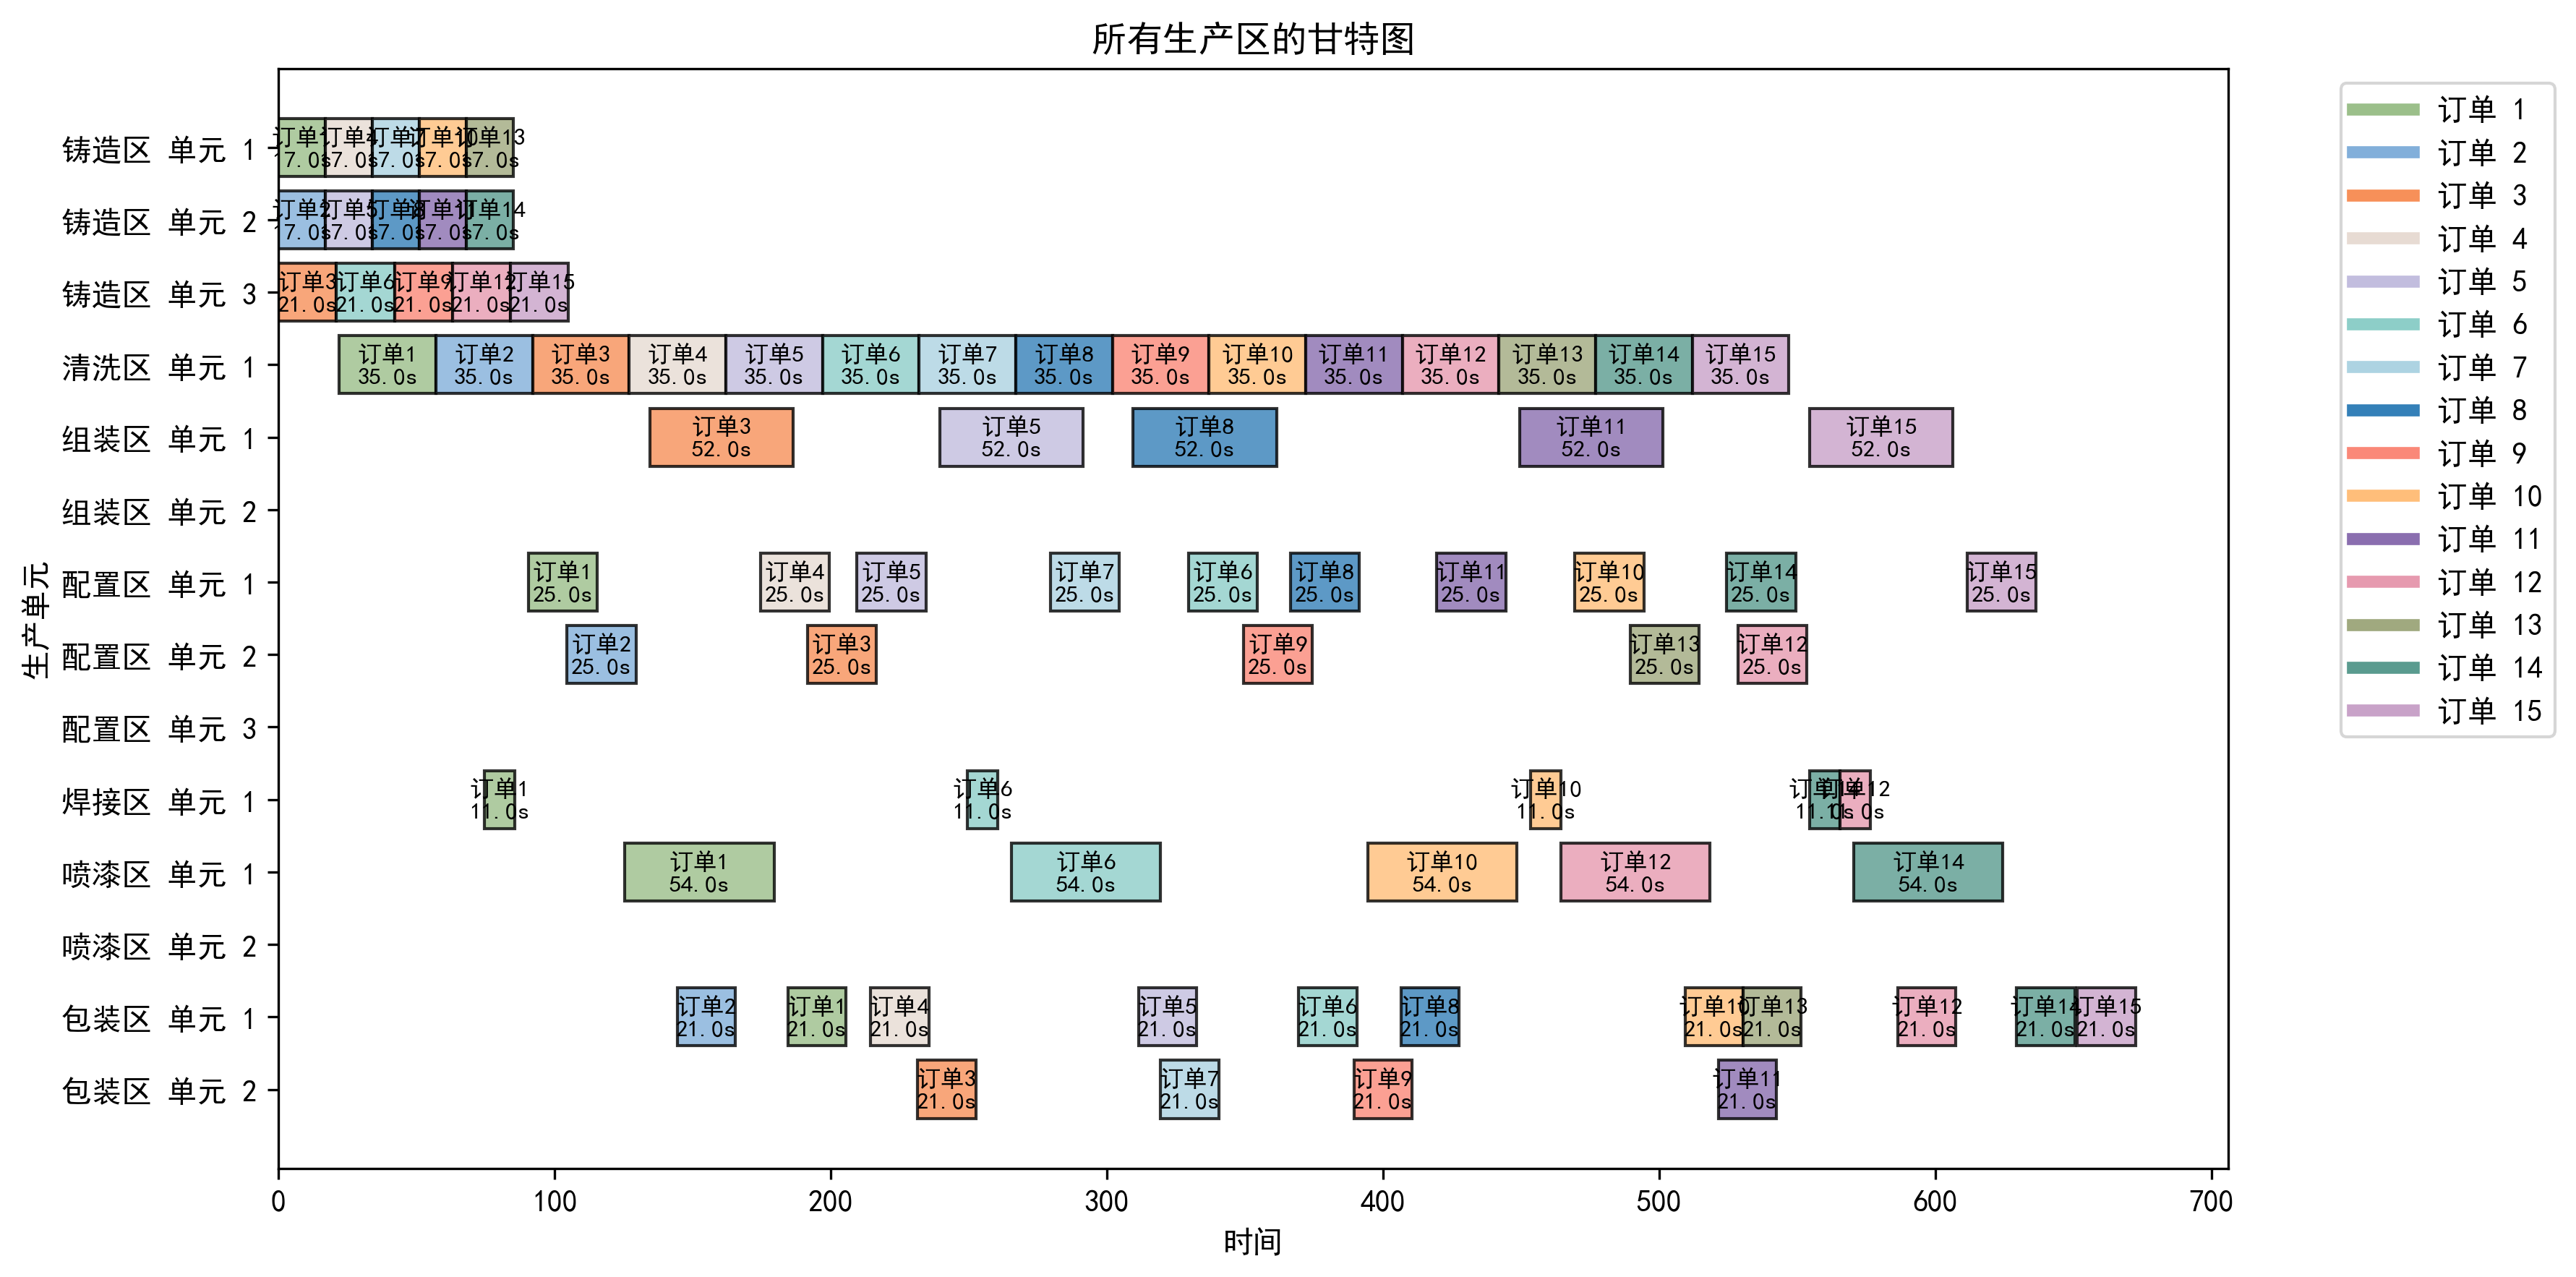 所有生产区的甘特图
铸造区 单元 1
订单 订单4 订单 订单10 订单13
7.0s 7.0s 7.0s 7.0s 7.0s
铸造区 单元 2
订单2 订单5 订单8 订单11 订单14
7.0s 7.0s 7.0s 7.0s 7.0s
铸造区 单元 3
订单3 订单6 订单9 订单12 订单15
21.0s 21.0s 21.0s 21.0s 21.0s
清洗区 单元 1
订单1 订单2 订单3 订单4 订单5 订单6 订单7 订单8 订单9 订单10 订单11 订单12 订单13 订单14 订单15
35.0s 35.0s 35.0s 35.0s 35.0s 35.0s 35.0s 35.0s 35.0s 35.0s 35.0s 35.0s 35.0s 35.0s 35.0s
组装区 单元 1
订单3 订单5 订单8 订单11 订单15
52.0s 52.0s 52.0s 52.0s 52.0s
组装区 单元 2
配置区 单元 1
订单1 订单4 订单5 订单7 订单6 订单8 订单11 订单10 订单14 订单15
25.0s 25.0s 25.0s 25.0s 25.0s 25.0s 25.0s 25.0s 25.0s 25.0s
配置区 单元 2
订单2 订单3 订单9 订单13 订单12
25.0s 25.0s 25.0s 25.0s 25.0s
配置区 单元 3
焊接区 单元 1
订单1 订单6 订单10 订单14 订单12
11.0s 11.0s 11.0s 11.0s 11.0s
喷漆区 单元 1
订单1 订单6 订单10 订单12 订单14
54.0s 54.0s 54.0s 54.0s 54.0s
喷漆区 单元 2
包装区 单元 1
订单2 订单1 订单4 订单5 订单6 订单8 订单10 订单13 订单12 订单14 订单15
21.0s 21.0s 21.0s 21.0s 21.0s 21.0s 21.0s 21.0s 21.0s 21.0s 21.0s
包装区 单元 2
订单3 订单7 订单9 订单11
21.0s 21.0s 21.0s 21.0s
生产单元
0 100 200 300 400 500 600 700
时间
订单 1
订单 2
订单 3
订单 4
订单 5
订单 6
订单 7
订单 8
订单 9
订单 10
订单 11
订单 12
订单 13
订单 14
订单 15